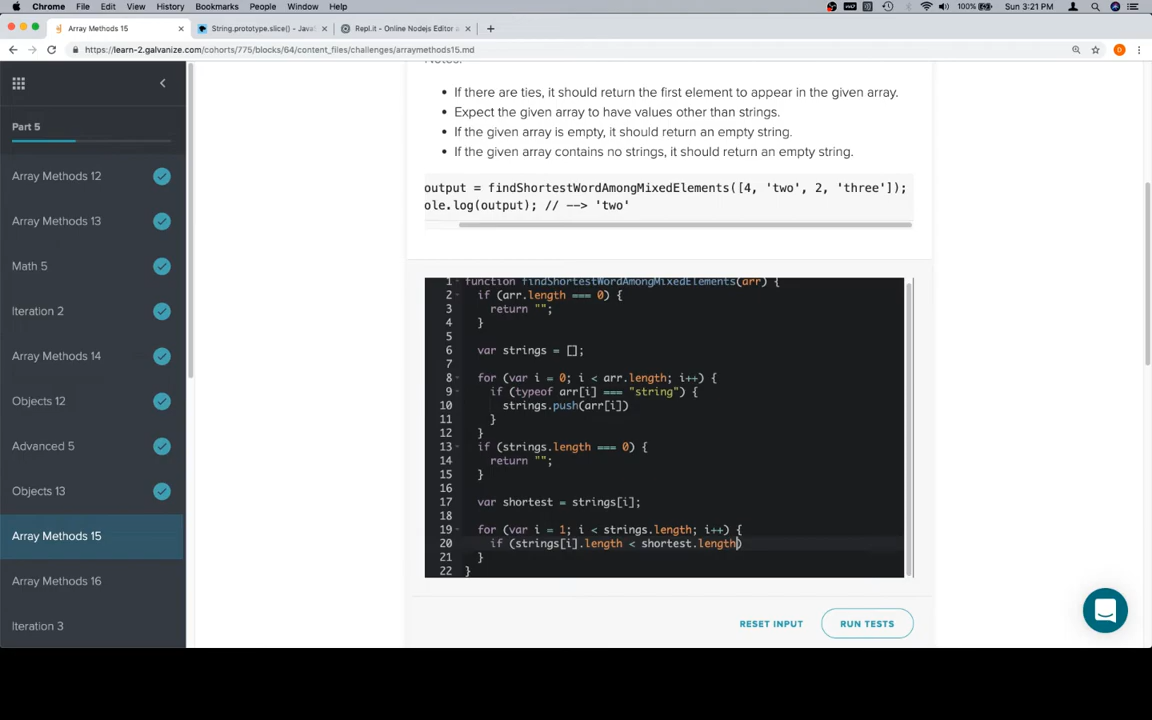 Chrome File Edit View History Bookmarks People Window Help 100% Sun 3:21 PM
Array Methods 15 × String.prototype.slice() - Java × Repl.it - Online Nodejs Editor a × +
https://learn-2.galvanize.com/cohorts/775/blocks/64/content_files/challenges/arraymethods15.md
Part 5
Array Methods 12
Array Methods 13
Math 5
Iteration 2
Array Methods 14
Objects 12
Advanced 5
Objects 13
Array Methods 15
Array Methods 16
Iteration 3
Notes:
• If there are ties, it should return the first element to appear in the given array.
• Expect the given array to have values other than strings.
• If the given array is empty, it should return an empty string.
• If the given array contains no strings, it should return an empty string.
output = findShortestWordAmongMixedElements([4, 'two', 2, 'three']);
ole.log(output); // --> 'two'
1 function findShortestWordAmongMixedElements(arr) {
2 if (arr.length === 0) {
3 return "";
4 }
5
6 var strings = [];
7
8 for (var i = 0; i < arr.length; i++) {
9 if (typeof arr[i] === "string") {
10 strings.push(arr[i])
11 }
12 }
13 if (strings.length === 0) {
14 return "";
15 }
16
17 var shortest = strings[i];
18
19 for (var i = 1; i < strings.length; i++) {
20 if (strings[i].length < shortest.length)
21 }
22 }
RESET INPUT RUN TESTS